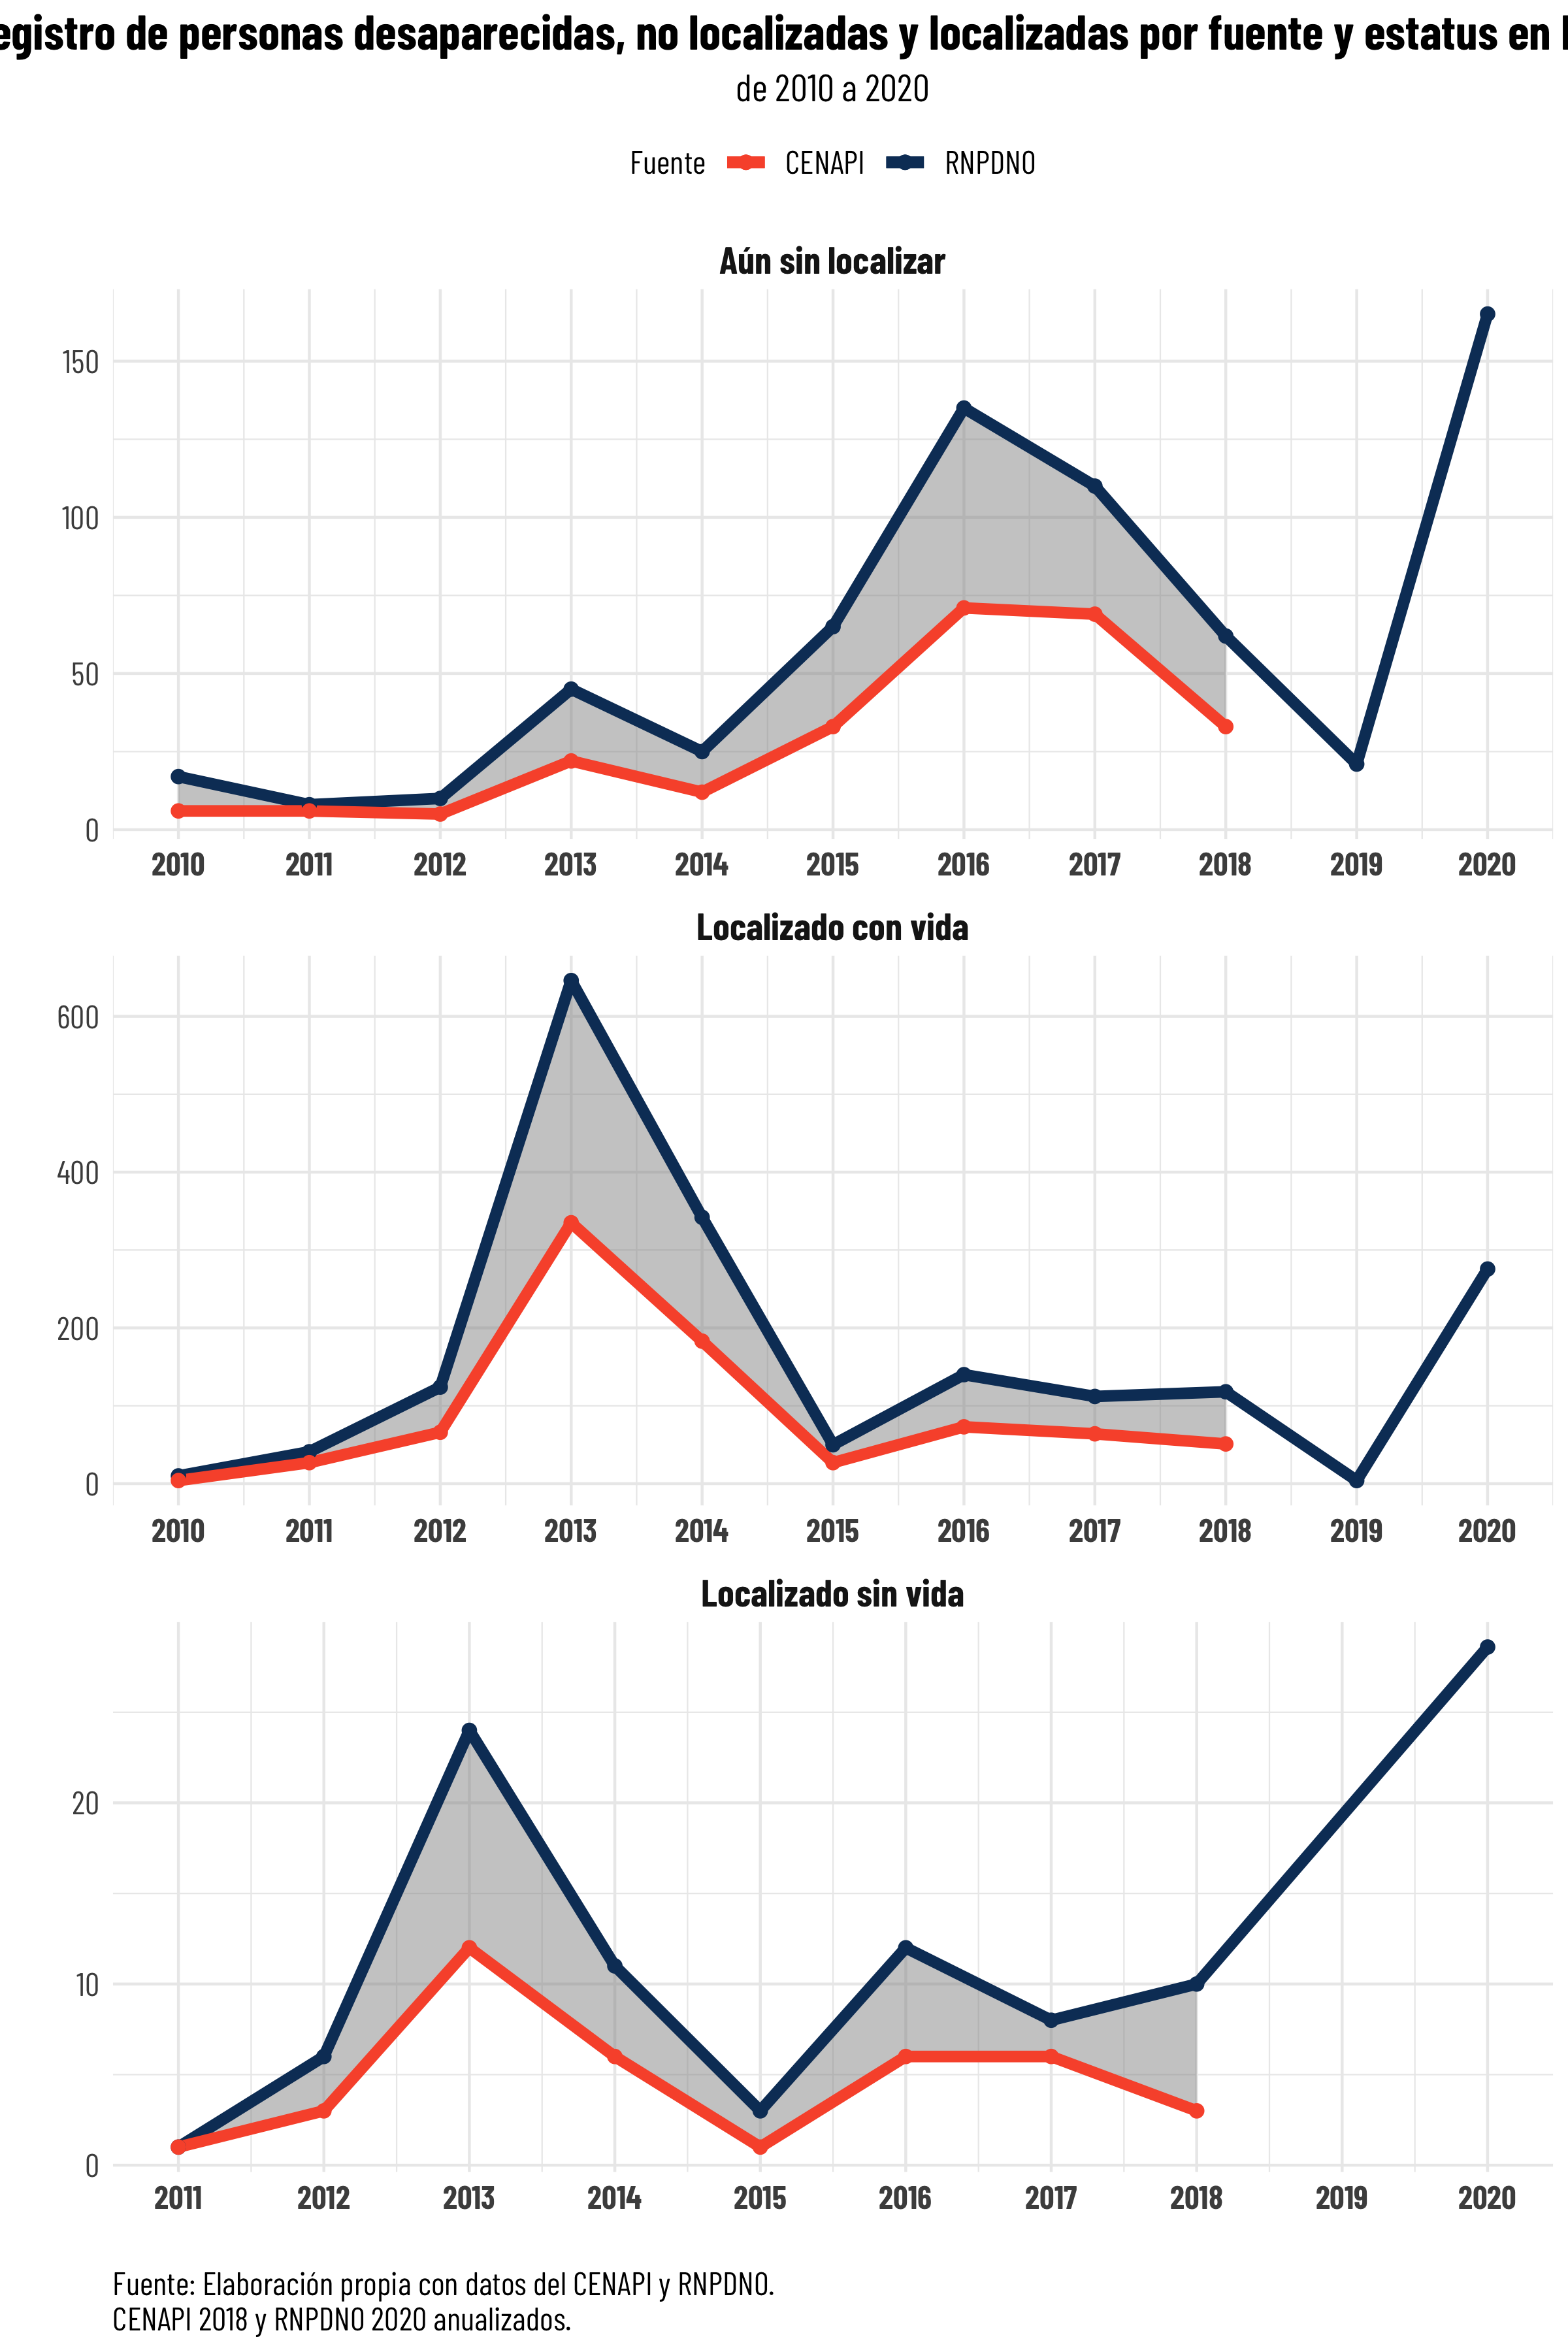 egistro de personas desaparecidas, no localizadas y localizadas por fuente y estatus en
de 2010 a 2020
Fuente CENAPI RNPDNO
Aún sin localizar
150
100
50
0
2010 2011 2012 2013 2014 2015 2016 2017 2018 2019 2020
Localizado con vida
600
400
200
0
2010 2011 2012 2013 2014 2015 2016 2017 2018 2019 2020
Localizado sin vida
20
10
0
2011 2012 2013 2014 2015 2016 2017 2018 2019 2020
Fuente: Elaboración propia con datos del CENAPI y RNPDNO.
CENAPI 2018 y RNPDNO 2020 anualizados.